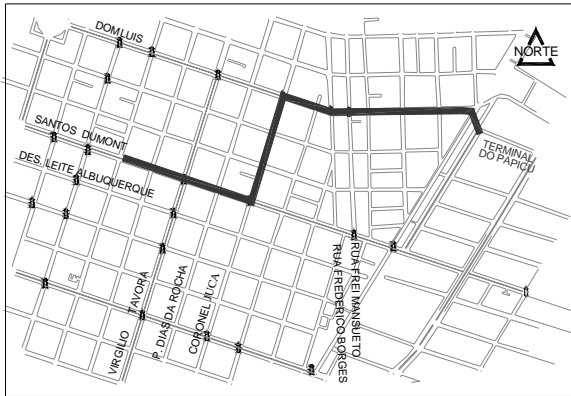 DOM LUIS
NORTE
SANTOS DUMONT
TERMINAL
DO PAPICU
DES. LEITE ALBUQUERQUE
VIRGILIO TAVORA
P. DIAS DA ROCHA
CORONEL JUCA
RUA FREDERICO BORGES
RUA FREI MANSUETO